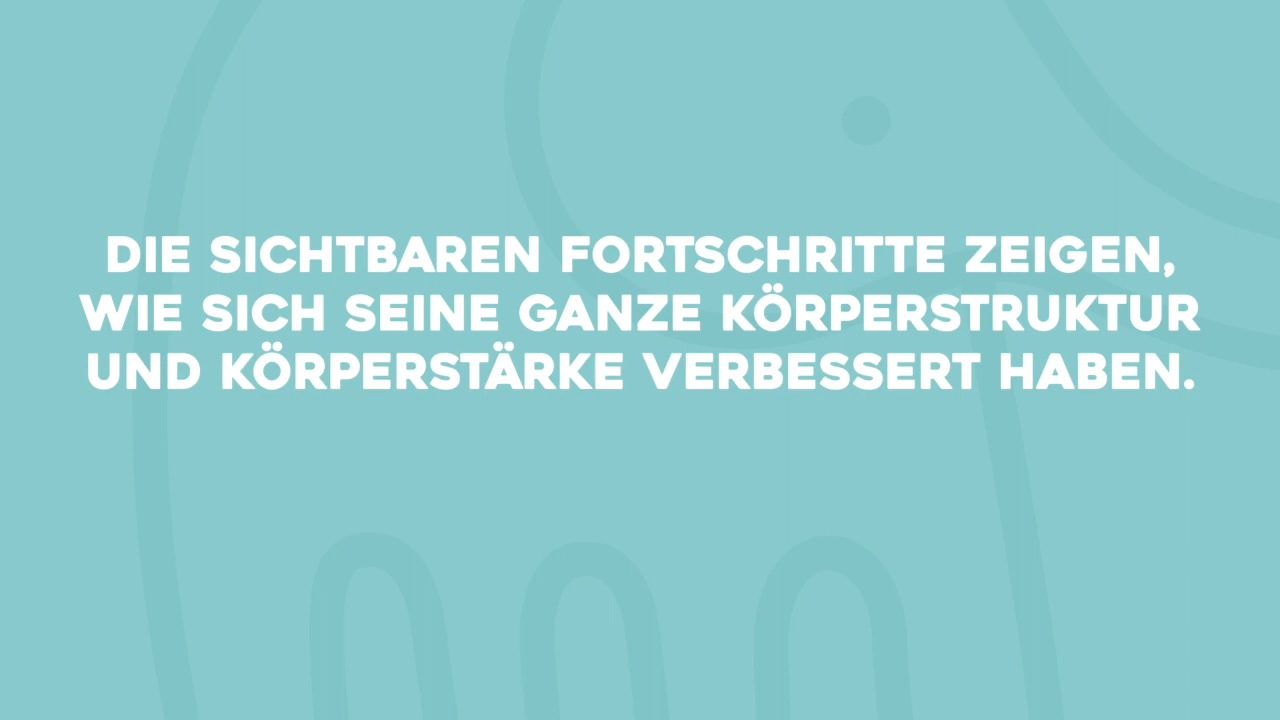 DIE SICHTBAREN FORTSCHRITTE ZEIGEN,
WIE SICH SEINE GANZE KÖRPERSTRUKTUR
UND KÖRPERSTÄRKE VERBESSERT HABEN.